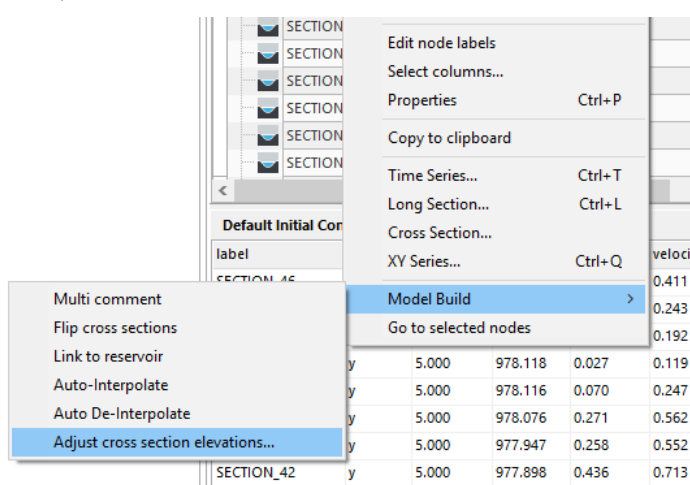 SECTION
SECTION
SECTION
SECTION
SECTION
SECTION
Edit node labels
Select columns...
Properties Ctrl+P
Copy to clipboard
Time Series... Ctrl+T
Long Section... Ctrl+L
Cross Section...
XY Series... Ctrl+Q
Model Build >
Go to selected nodes
<
Default Initial Con
label veloci
SECTION_46 0.411
0.243
0.192
y 5.000 978.118 0.027 0.119
y 5.000 978.116 0.070 0.247
y 5.000 978.076 0.271 0.562
y 5.000 977.947 0.258 0.552
SECTION_42 y 5.000 977.898 0.436 0.713
Multi comment
Flip cross sections
Link to reservoir
Auto-Interpolate
Auto De-Interpolate
Adjust cross section elevations...